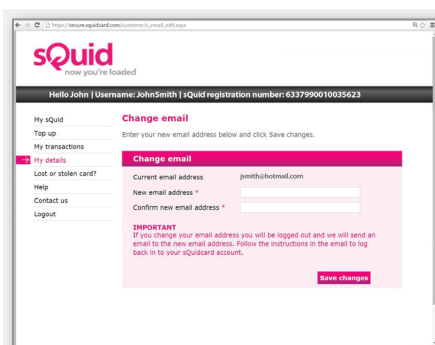 https://secure.squidcard.com/customer/c_email_edit.aspx
sQuid
now you're loaded
Hello John | Username: JohnSmith | sQuid registration number: 6337990010035623
My sQuid
Top up
My transactions
My details
Lost or stolen card?
Help
Contact us
Logout
Change email
Enter your new email address below and click Save changes.
Change email
Current email address jsmith@hotmail.com
New email address *
Confirm new email address *
IMPORTANT
If you change your email address you will be logged out and we will send an
email to the new email address. Follow the instructions in the email to log
back in to your sQuidcard account.
Save changes